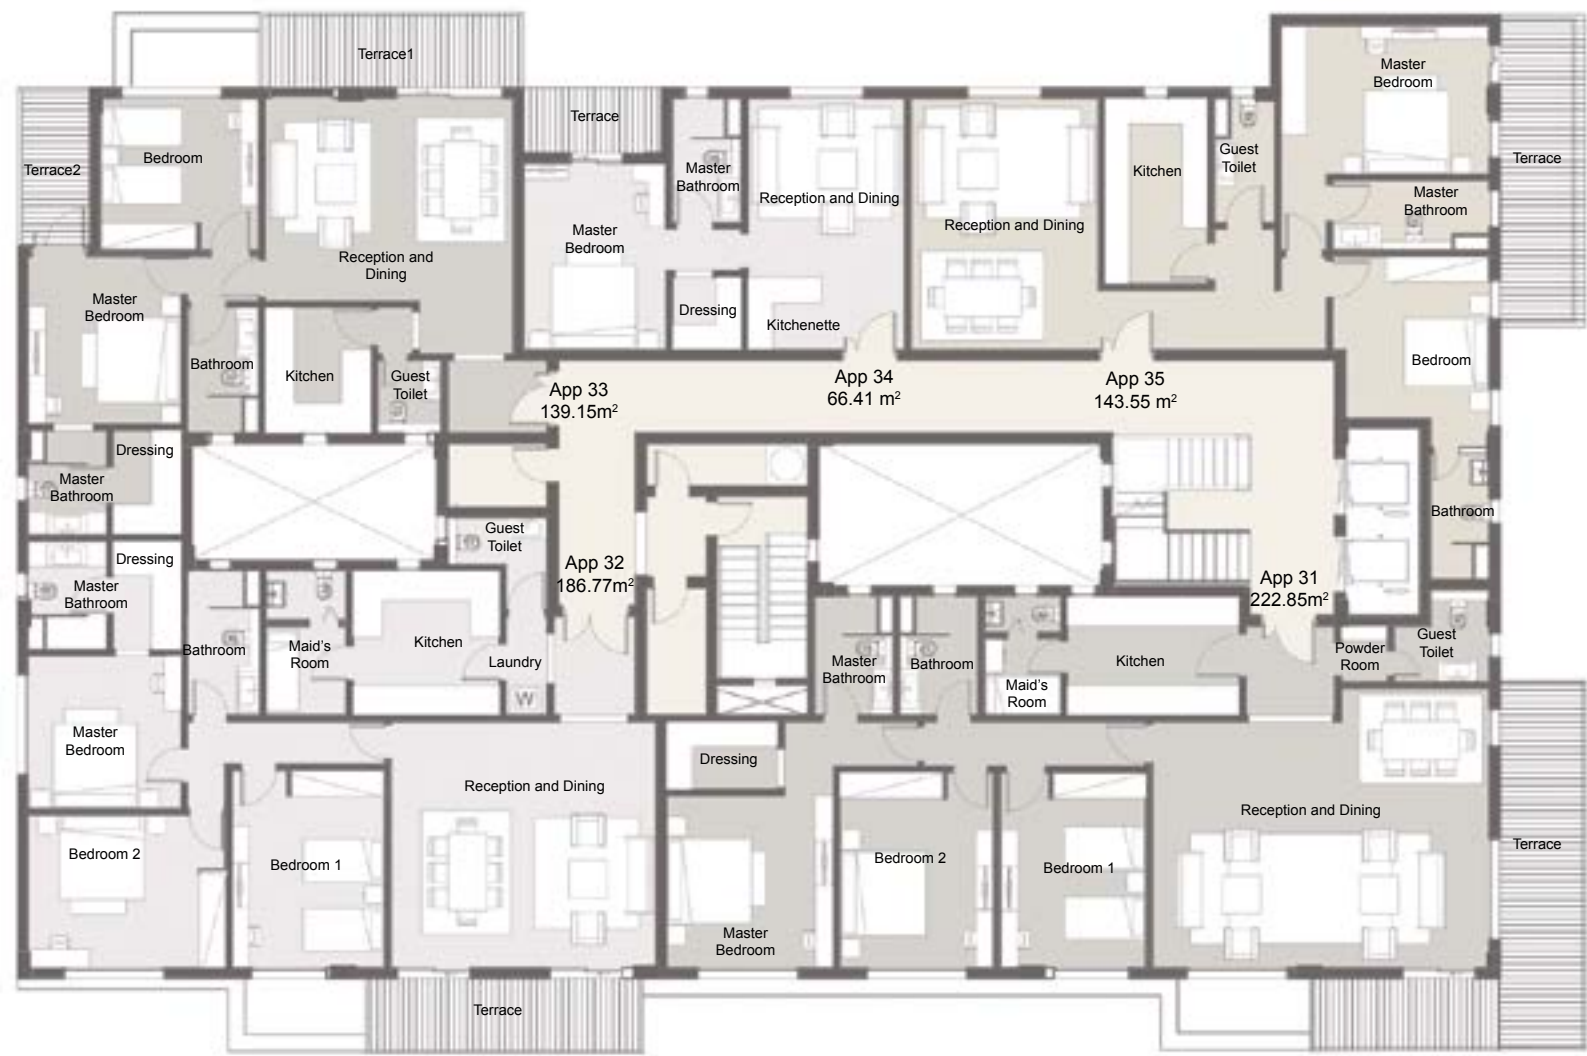 Terrace1
Terrace
Terrace2
Bedroom
Master
Bedroom
Reception and
Dining
Master
Bedroom
Bathroom
Kitchen
Guest
Toilet
Dressing
Master
Bathroom
Master
Bedroom
Master
Bathroom
Dressing
Reception and Dining
Kitchenette
Reception and Dining
Kitchen
Guest
Toilet
Master
Bedroom
Master
Bathroom
Terrace
Bedroom
Bathroom
App 33
139.15m²
App 34
66.41 m²
App 35
143.55 m²
App 32
186.77m²
App 31
222.85m²
Dressing
Master
Bathroom
Master
Bedroom
Bathroom
Maid's
Room
Kitchen
Guest
Toilet
Laundry
W
Bedroom 2
Bedroom 1
Reception and Dining
Terrace
Master
Bathroom
Bathroom
Maid's
Room
Kitchen
Powder
Room
Guest
Toilet
Dressing
Master
Bedroom
Bedroom 2
Bedroom 1
Reception and Dining
Terrace